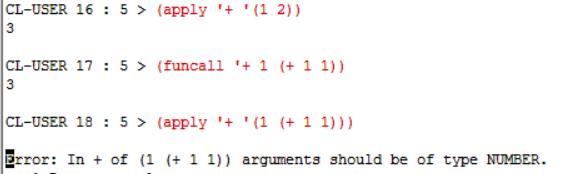 CL-USER 16 : 5 > (apply '+ '(1 2))
3
CL-USER 17 : 5 > (funcall '+ 1 (+ 1 1))
3
CL-USER 18 : 5 > (apply '+ '(1 (+ 1 1)))
Error: In + of (1 (+ 1 1)) arguments should be of type NUMBER.